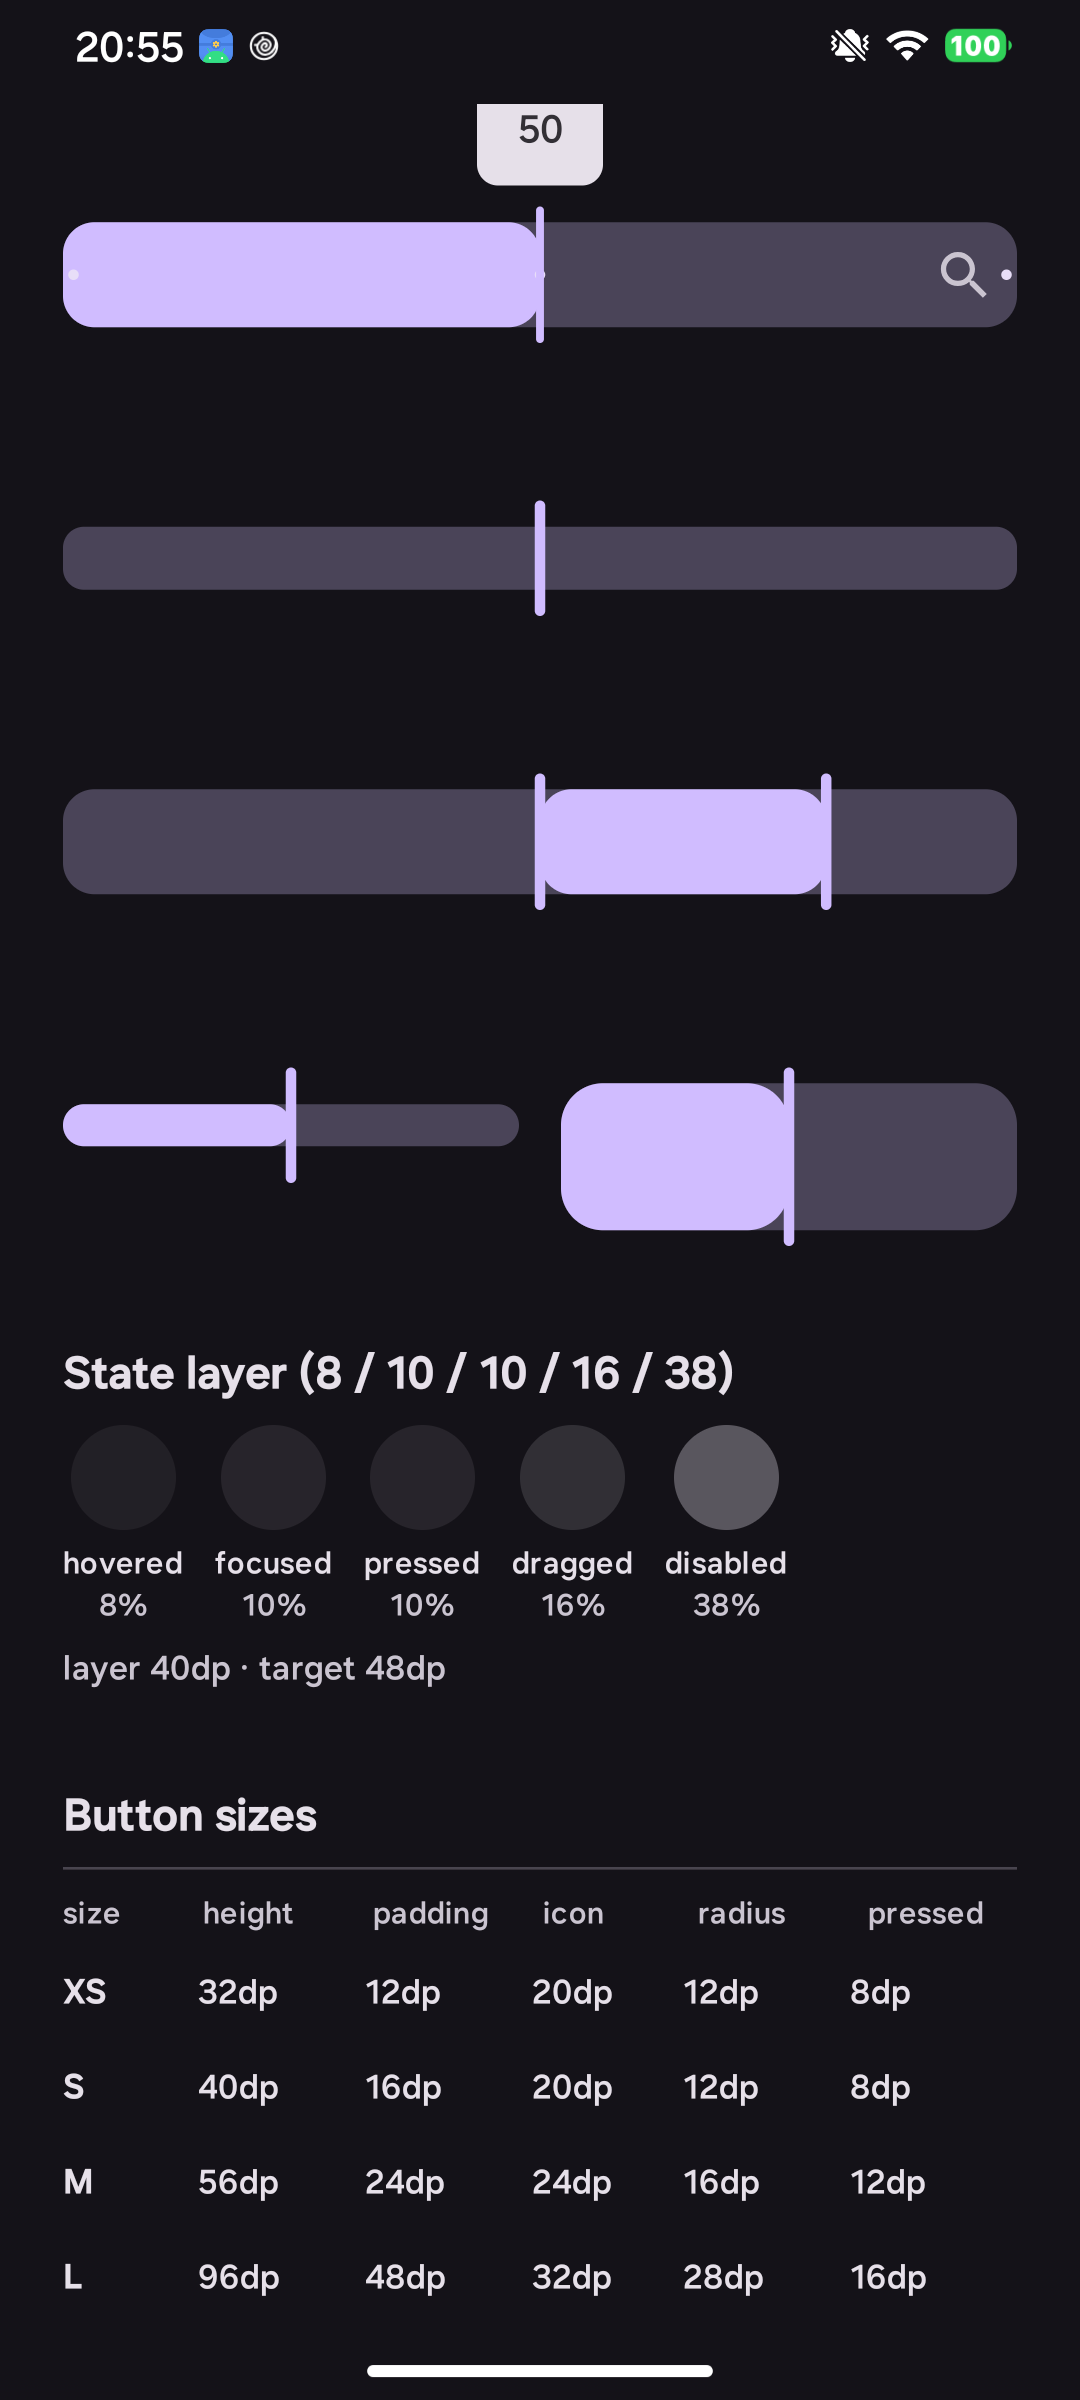 20:55
100
50
State layer (8 / 10 / 10 / 16 / 38)
hovered focused pressed dragged disabled
8% 10% 10% 16% 38%
layer 40dp · target 48dp
Button sizes
size height padding icon radius pressed
XS 32dp 12dp 20dp 12dp 8dp
S 40dp 16dp 20dp 12dp 8dp
M 56dp 24dp 24dp 16dp 12dp
L 96dp 48dp 32dp 28dp 16dp